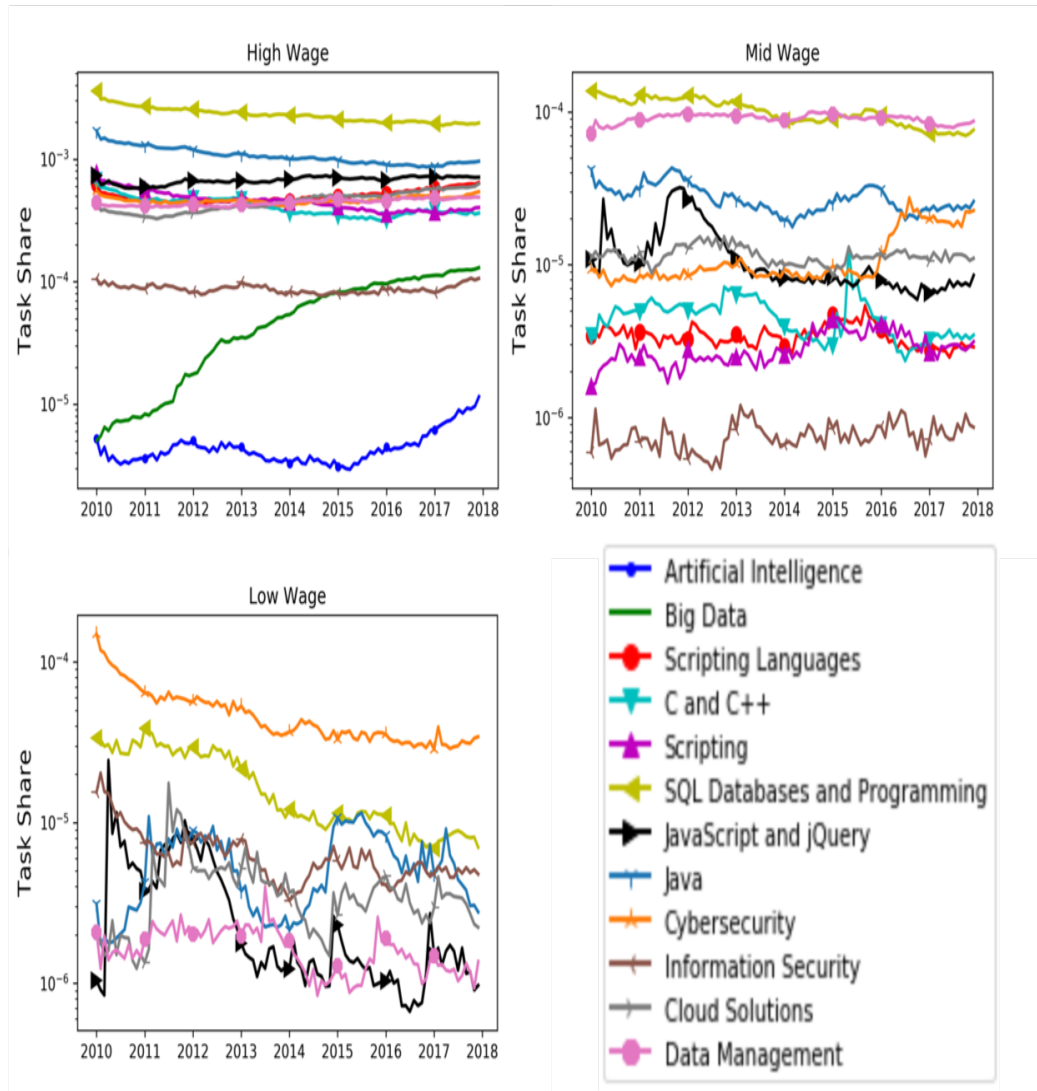 High Wage
Task Share
10⁻³
10⁻⁴
10⁻⁵
2010 2011 2012 2013 2014 2015 2016 2017 2018
Mid Wage
Task Share
10⁻⁴
10⁻⁵
10⁻⁶
2010 2011 2012 2013 2014 2015 2016 2017 2018
Low Wage
Task Share
10⁻⁴
10⁻⁵
10⁻⁶
2010 2011 2012 2013 2014 2015 2016 2017 2018
Artificial Intelligence
Big Data
Scripting Languages
C and C++
Scripting
SQL Databases and Programming
JavaScript and jQuery
Java
Cybersecurity
Information Security
Cloud Solutions
Data Management